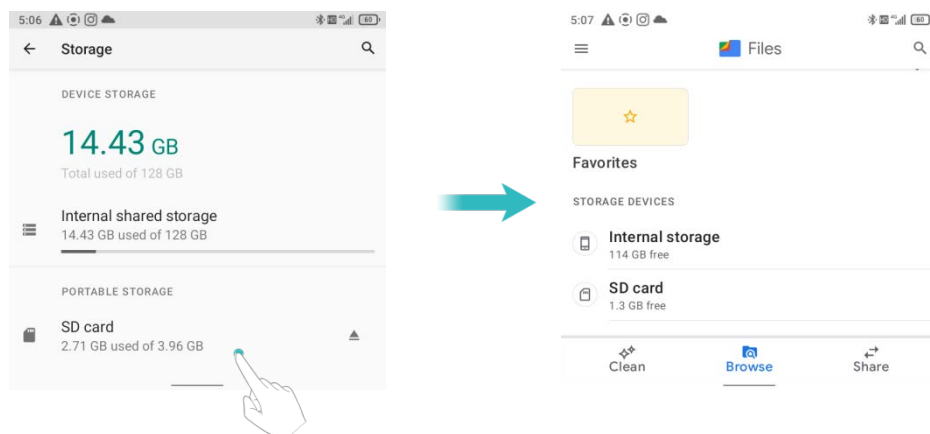 5:06
60
Storage
DEVICE STORAGE
14.43 GB
Total used of 128 GB
Internal shared storage
14.43 GB used of 128 GB
PORTABLE STORAGE
SD card
2.71 GB used of 3.96 GB
5:07
60
Files
Favorites
STORAGE DEVICES
Internal storage
114 GB free
SD card
1.3 GB free
Clean
Browse
Share